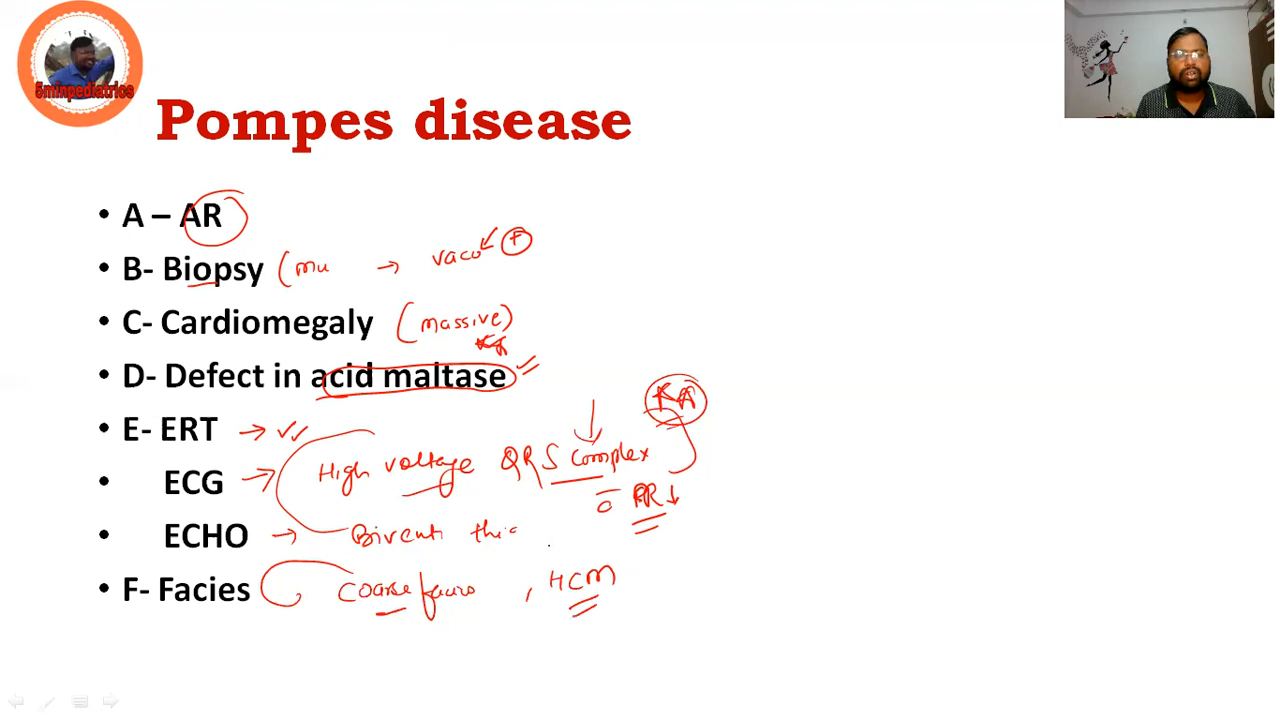 5minpediatrics
Pompes disease
• A – AR
• B- Biopsy (mu → vaco +
• C- Cardiomegaly (massive)
• D- Defect in acid maltase
• E- ERT →
• ECG → High voltage QRS complex
PR↓
• ECHO → Biventi thic
• F- Facies coarse facies , HCM